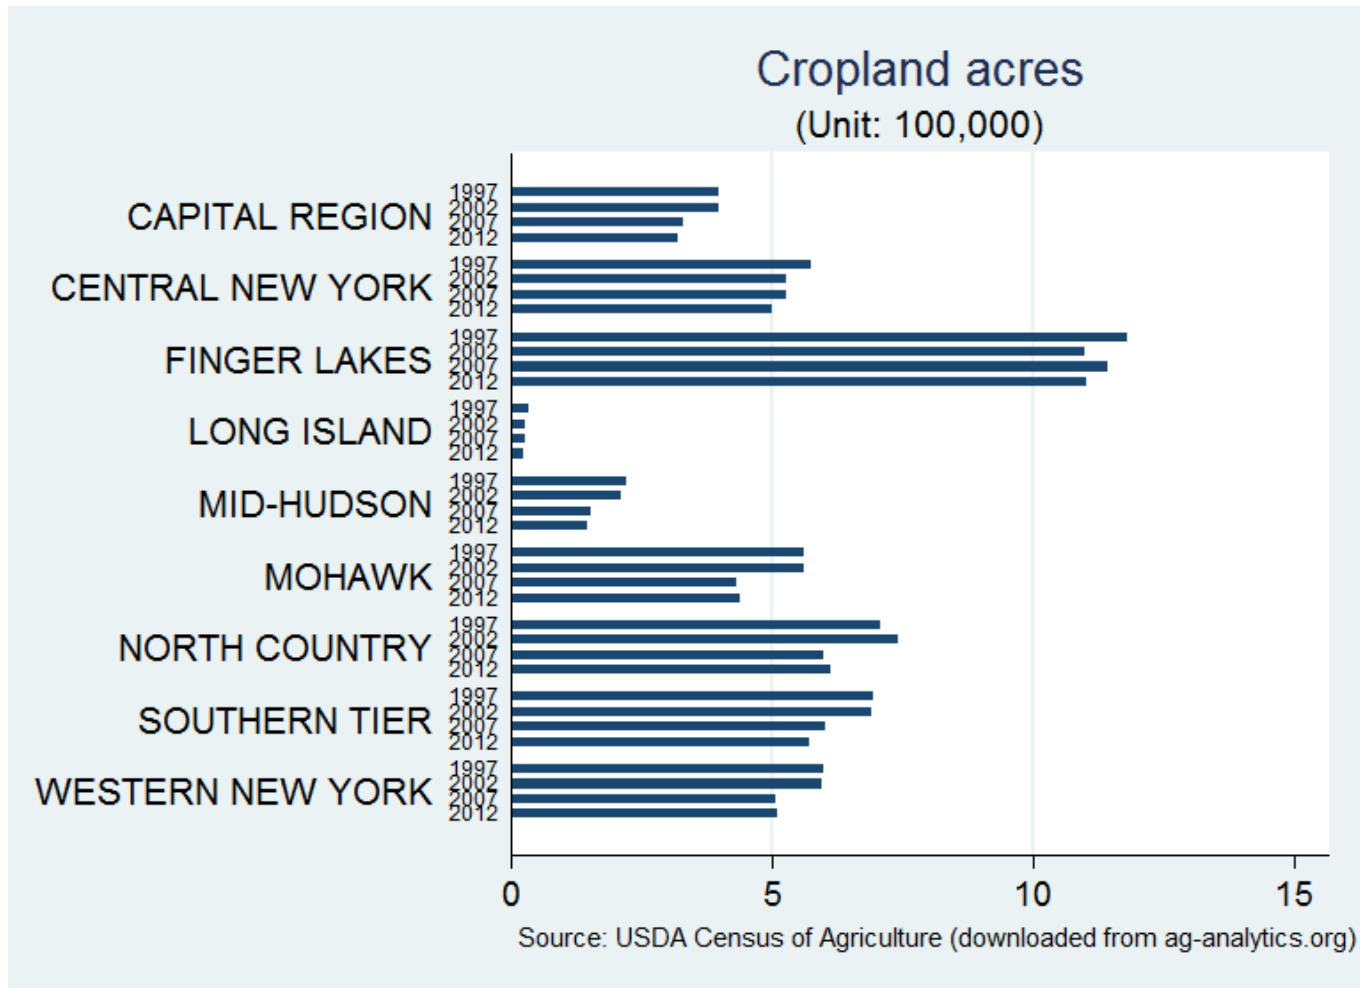 Cropland acres
(Unit: 100,000)
CAPITAL REGION
1997
2002
2007
2012
CENTRAL NEW YORK
1997
2002
2007
2012
FINGER LAKES
1997
2002
2007
2012
LONG ISLAND
1997
2002
2007
2012
MID-HUDSON
1997
2002
2007
2012
MOHAWK
1997
2002
2007
2012
NORTH COUNTRY
1997
2002
2007
2012
SOUTHERN TIER
1997
2002
2007
2012
WESTERN NEW YORK
1997
2002
2007
2012
0 5 10 15
Source: USDA Census of Agriculture (downloaded from ag-analytics.org)